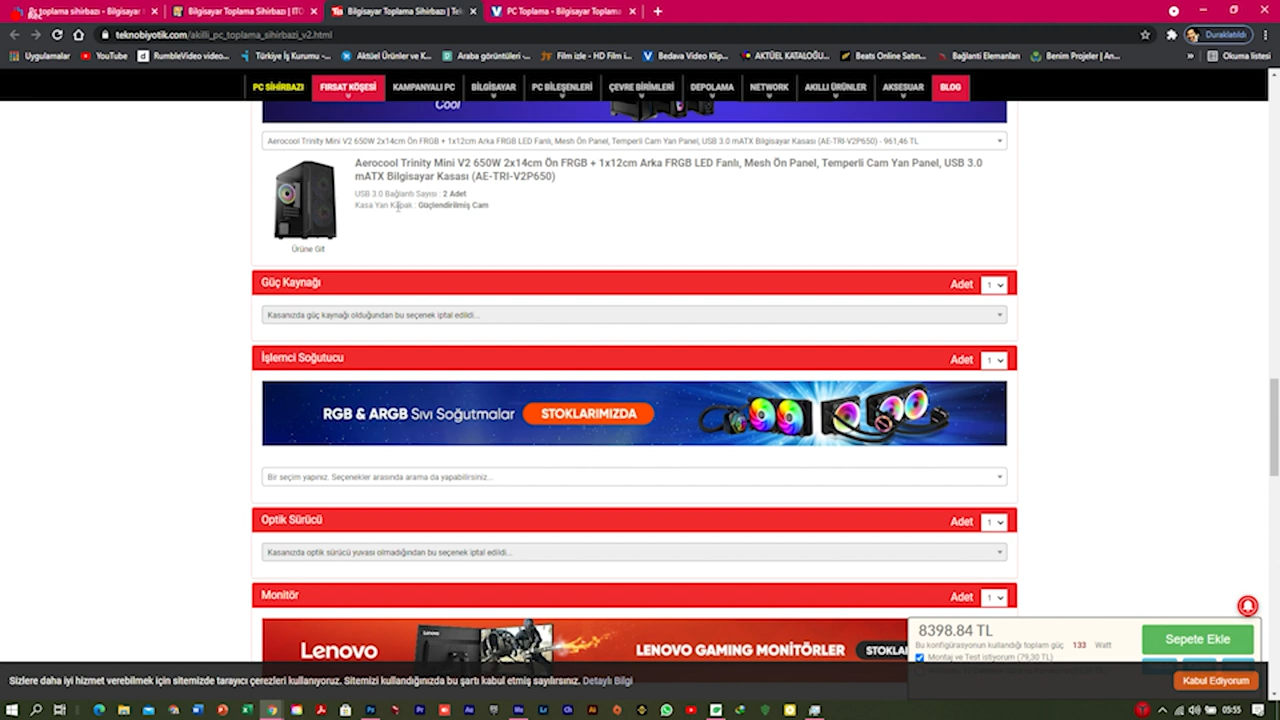 Rec
Pc toplama sihirbazı - Bilgisayar
Bilgisayar Toplama Sihirbazı | İTO
Bilgisayar Toplama Sihirbazı | Tek
PC Toplama - Bilgisayar Toplama
teknobiyotik.com/akilli_pc_toplama_sihirbazi_v2.html
Duraklatıldı
Uygulamalar
YouTube
RumbleVideo video...
Türkiye İş Kurumu -...
Aktüel Ürünler ve K...
Araba görüntüleri -...
Film izle - HD Film i...
Bedava Video Klip...
AKTÜEL KATALOĞU...
Beats Online Satın...
Bağlanti Elemanları
Benim Projeler | An...
»
Okuma listesi
PC SİHİRBAZI
FIRSAT KÖŞESİ
KAMPANYALI PC
BİLGİSAYAR
PC BİLEŞENLERİ
ÇEVRE BİRİMLERİ
DEPOLAMA
NETWORK
AKILLI ÜRÜNLER
AKSESUAR
BLOG
Cool
Aerocool Trinity Mini V2 650W 2x14cm Ön FRGB + 1x12cm Arka FRGB LED Fanlı, Mesh Ön Panel, Temperli Cam Yan Panel, USB 3.0 mATX Bilgisayar Kasası (AE-TRI-V2P650) - 961,46 TL
Aerocool Trinity Mini V2 650W 2x14cm Ön FRGB + 1x12cm Arka FRGB LED Fanlı, Mesh Ön Panel, Temperli Cam Yan Panel, USB 3.0
mATX Bilgisayar Kasası (AE-TRI-V2P650)
USB 3.0 Bağlantı Sayısı : 2 Adet
Kasa Yan Kapak : Güçlendirilmiş Cam
Ürüne Git
Güç Kaynağı
Adet 1
Kasanızda güç kaynağı olduğundan bu seçenek iptal edildi...
İşlemci Soğutucu
Adet 1
RGB & ARGB Sıvı Soğutmalar STOKLARIMIZDA
Bir seçim yapınız. Seçenekler arasında arama da yapabilirsiniz...
Optik Sürücü
Adet 1
Kasanızda optik sürücü yuvası olmadığından bu seçenek iptal edildi...
Monitör
Adet 1
Lenovo
Lenovo
LENOVO GAMING MONİTÖRLER
STOKLA
8398.84 TL
Bu konfigürasyonun kullandığı toplam güç 133 Watt
Montaj ve Test istiyorum (79,30 TL)
Sepete Ekle
Sizlere daha iyi hizmet verebilmek için sitemizde tarayıcı çerezleri kullanıyoruz. Sitemizi kullandığınızda bu şartı kabul etmiş sayılırsınız. Detaylı Bilgi
Kabul Ediyorum
05:55